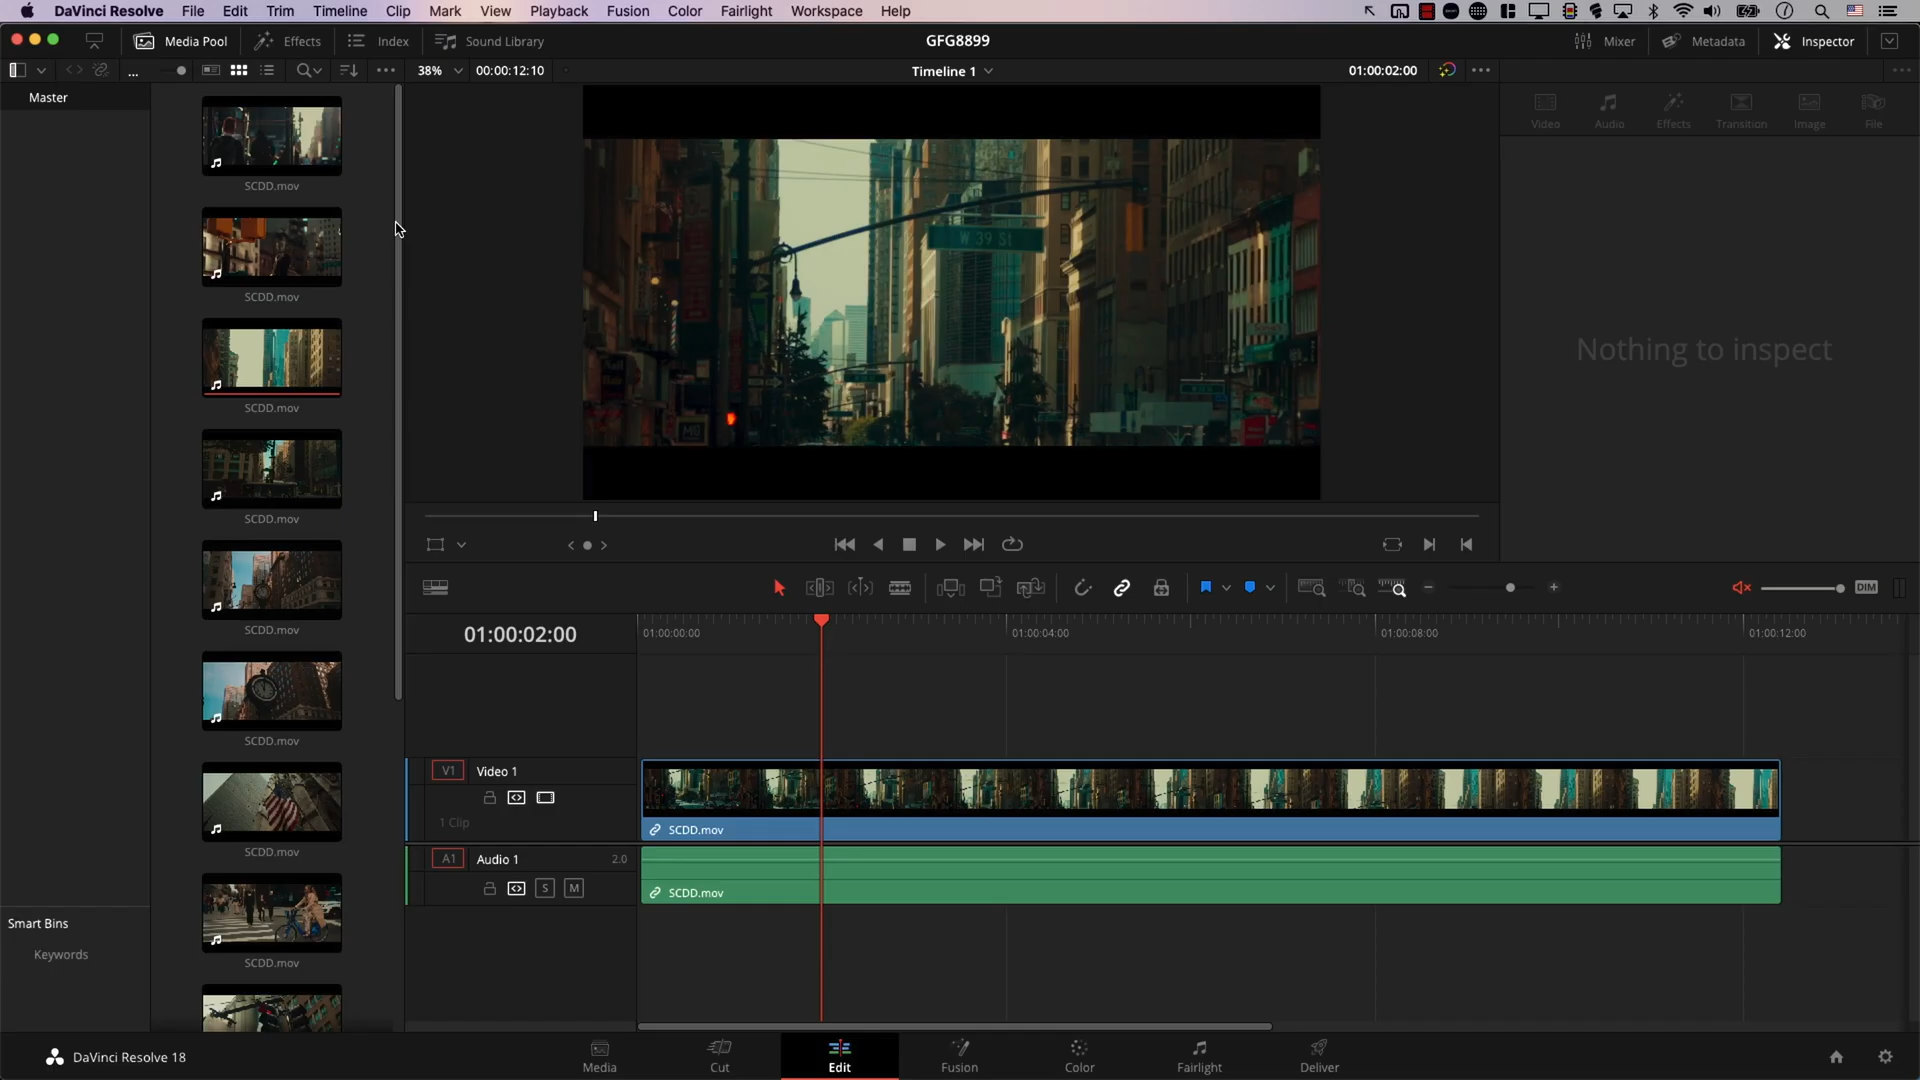 DaVinci Resolve File Edit Trim Timeline Clip Mark View Playback Fusion Color Fairlight Workspace Help
Media Pool Effects Index Sound Library GFG8899 Mixer Metadata Inspector
... 38% 00:00:12:10 Timeline 1 01:00:02:00
Master
Video Audio Effects Transition Image File
SCDD.mov
W 39 St
SCDD.mov
Nothing to inspect
SCDD.mov
SCDD.mov
SCDD.mov
DIM
01:00:02:00 01:00:00:00 01:00:04:00 01:00:08:00 01:00:12:00
SCDD.mov
V1 Video 1
1 Clip
SCDD.mov
SCDD.mov
A1 Audio 1 2.0
S M
SCDD.mov
Smart Bins
Keywords
SCDD.mov
DaVinci Resolve 18
Media Cut Edit Fusion Color Fairlight Deliver